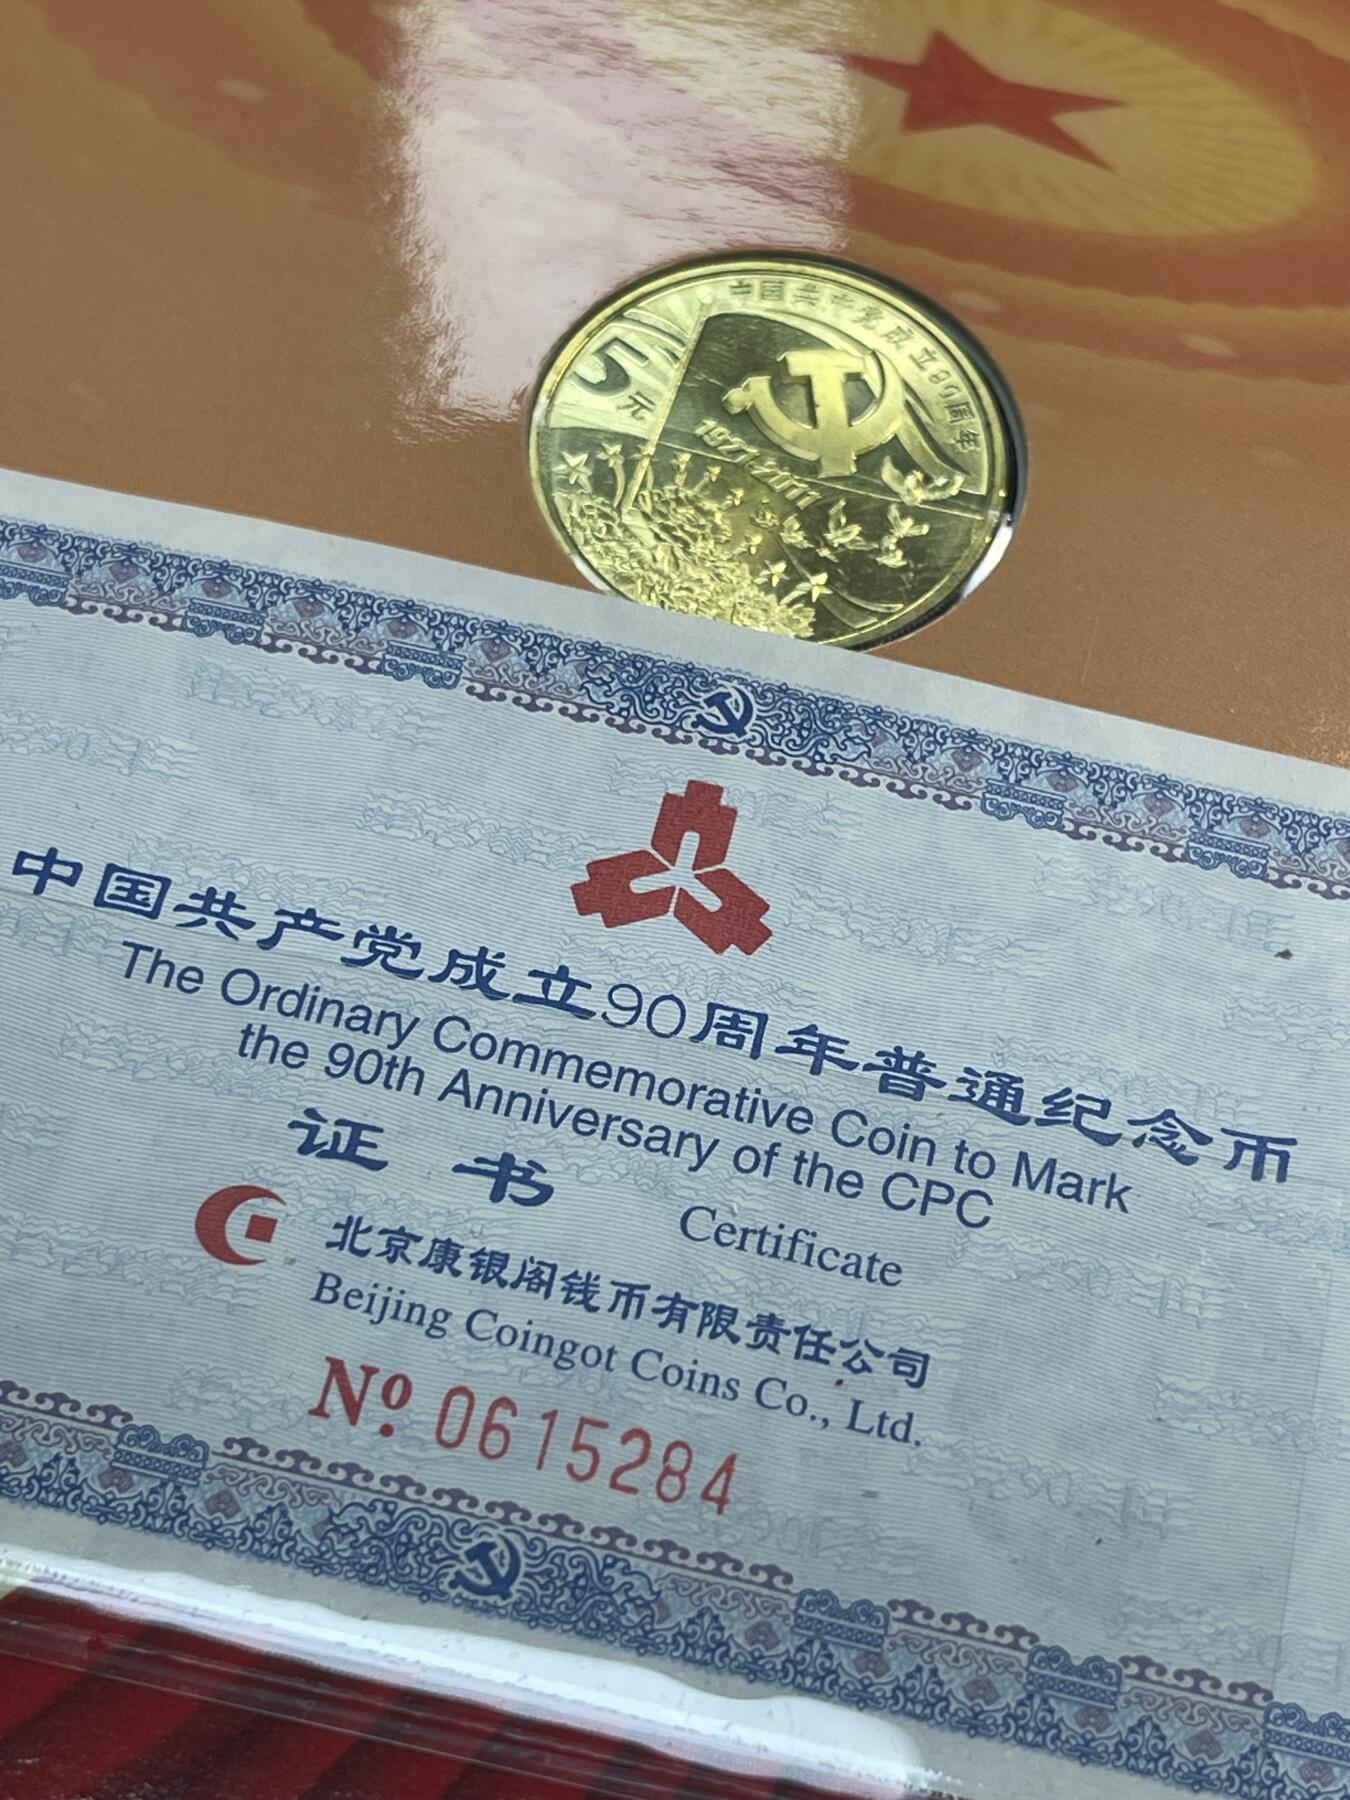 中国共产党成立90周年
5元
1921-2011
中国共产党成立90周年普通纪念币
The Ordinary Commemorative Coin to Mark
the 90th Anniversary of the CPC
证书 Certificate
北京康银阁钱币有限责任公司
Beijing Coingot Coins Co., Ltd.
Nº 0615284